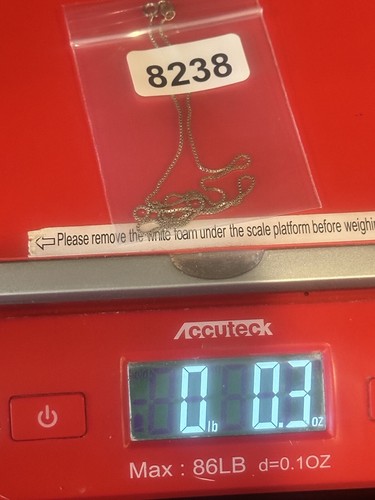 8238
Please remove the white foam under the scale platform before weighin
Accuteck
0 lb 0.3 oz
Max : 86LB d=0.1OZ